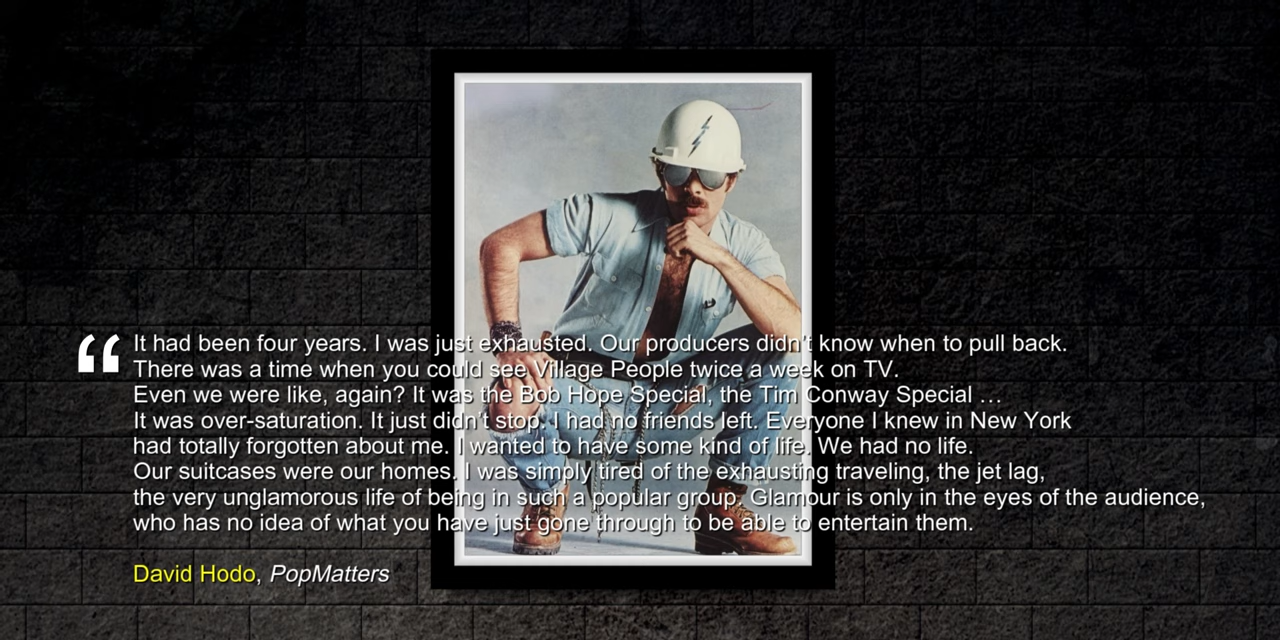 “ It had been four years. I was just exhausted. Our producers didn't know when to pull back.
There was a time when you could see Village People twice a week on TV.
Even we were like, again? It was the Bob Hope Special, the Tim Conway Special …
It was over-saturation. It just didn't stop. I had no friends left. Everyone I knew in New York
had totally forgotten about me. I wanted to have some kind of life. We had no life.
Our suitcases were our homes. I was simply tired of the exhausting traveling, the jet lag,
the very unglamorous life of being in such a popular group. Glamour is only in the eyes of the audience,
who has no idea of what you have just gone through to be able to entertain them.
David Hodo, PopMatters